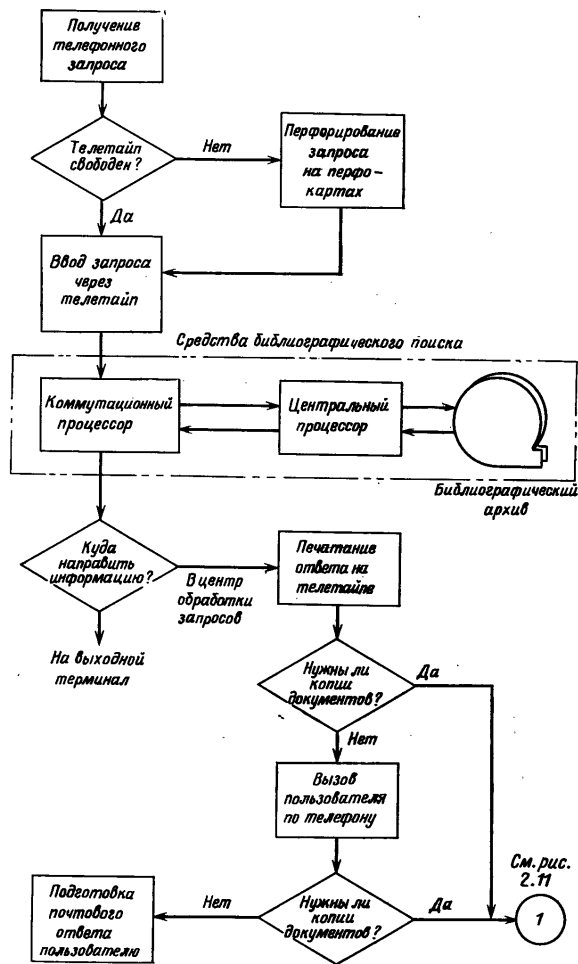 Получение
телефонного
запроса
Телетайп
свободен?
Нет
Перфорирование
запроса
на перфо-
картах
Да
Ввод запроса
через
телетайп
Средства библиографического поиска
Коммутационный
процессор
Центральный
процессор
Библиографический
архив
Куда
направить
информацию?
В центр
обработки
запросов
Печатание
ответа на
телетайпе
На выходной
терминал
Нужны ли
копии
документов?
Да
Нет
Вызов
пользователя
по телефону
См. рис.
2.11
Подготовка
почтового
ответа
пользователю
Нет
Нужны ли
копии
документов?
Да
1